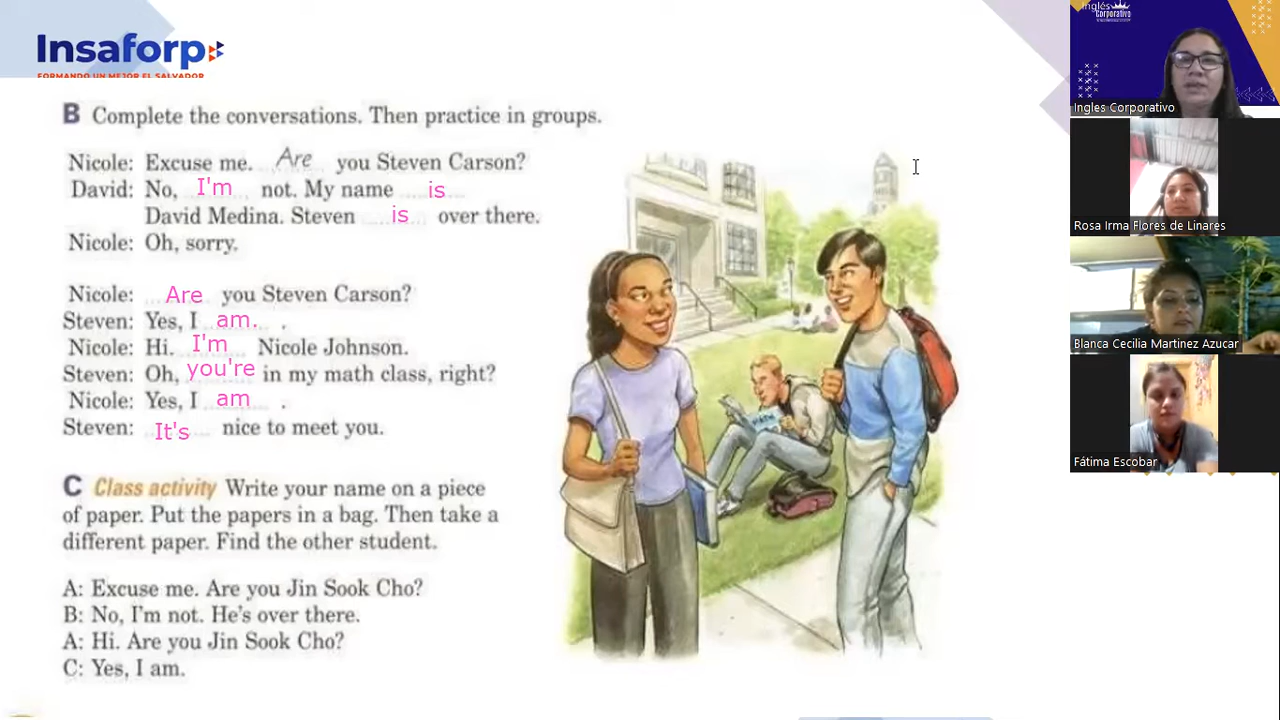 Insaforp
FORMANDO UN MEJOR EL SALVADOR
B Complete the conversations. Then practice in groups.
Nicole: Excuse me. Are you Steven Carson?
David: No, I'm not. My name is
David Medina. Steven is over there.
Nicole: Oh, sorry.
Nicole: Are you Steven Carson?
Steven: Yes, I am. .
Nicole: Hi. I'm Nicole Johnson.
Steven: Oh, you're in my math class, right?
Nicole: Yes, I am .
Steven: It's nice to meet you.
C Class activity Write your name on a piece
of paper. Put the papers in a bag. Then take a
different paper. Find the other student.
A: Excuse me. Are you Jin Sook Cho?
B: No, I'm not. He's over there.
A: Hi. Are you Jin Sook Cho?
C: Yes, I am.
MATH
Inglés
Corporativo
Ingles Corporativo
Rosa Irma Flores de Linares
Blanca Cecilia Martinez Azucar
Fátima Escobar